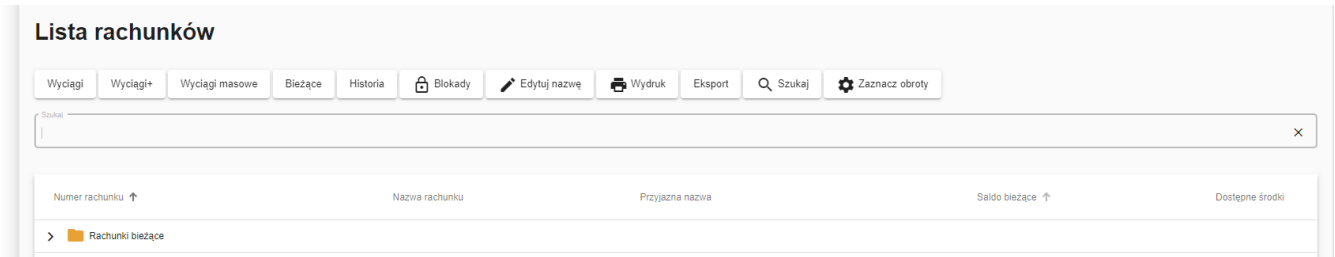 Lista rachunków
Wyciągi Wyciągi+ Wyciągi masowe Bieżące Historia Blokady Edytuj nazwę Wydruk Eksport Szukaj Zaznacz obroty
Szukaj
Numer rachunku Nazwa rachunku Przyjazna nazwa Saldo bieżące Dostępne środki
Rachunki bieżące